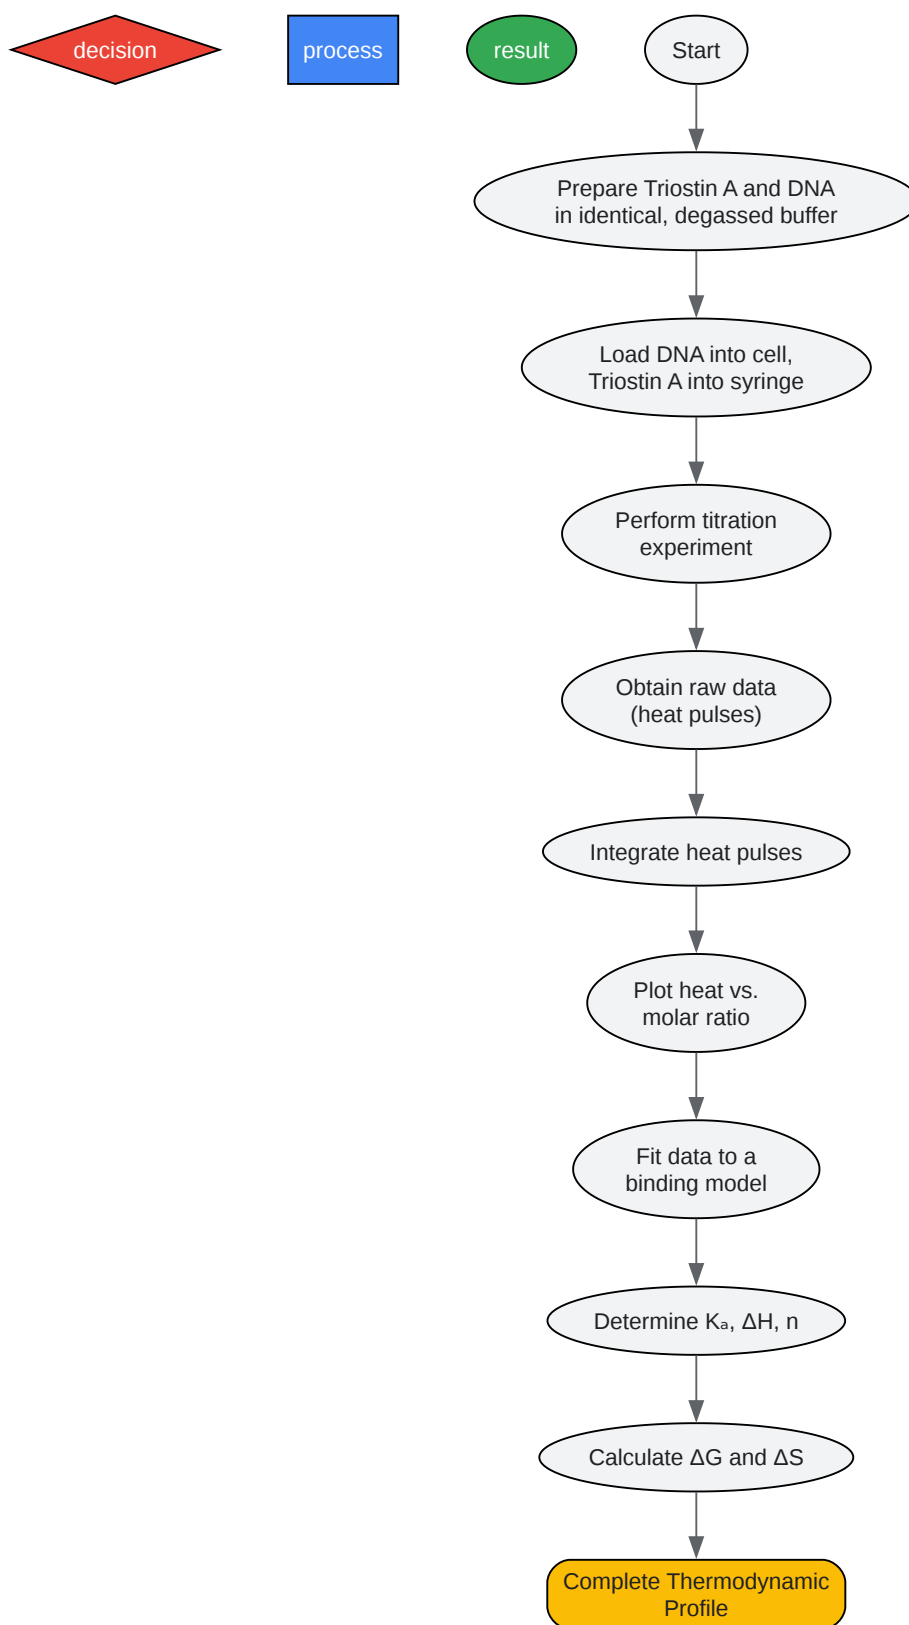 decision
process
result
Start
Prepare Triostin A and DNA
in identical, degassed buffer
Load DNA into cell,
Triostin A into syringe
Perform titration
experiment
Obtain raw data
(heat pulses)
Integrate heat pulses
Plot heat vs.
molar ratio
Fit data to a
binding model
Determine Kₐ, ΔH, n
Calculate ΔG and ΔS
Complete Thermodynamic
Profile